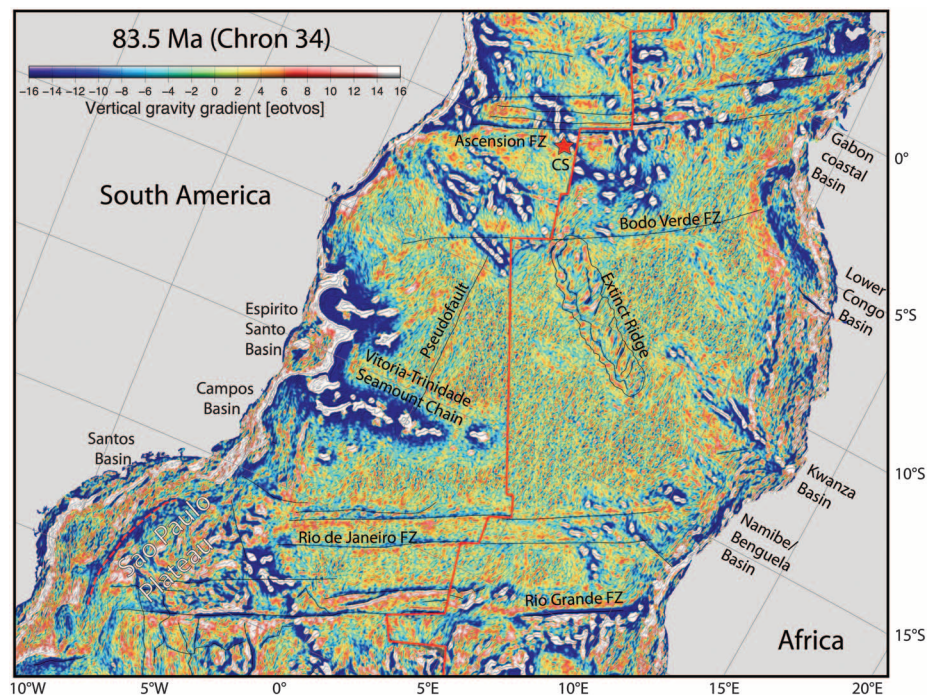 83.5 Ma (Chron 34)
−16 −14 −12 −10 −8 −6 −4 −2 0 2 4 6 8 10 12 14 16
Vertical gravity gradient [eotvos]
Ascension FZ
CS
Gabon
coastal
Basin
0°
South America
Bodo Verde FZ
Pseudofault
Extinct Ridge
Lower
Congo
Basin
5°S
Espirito
Santo
Basin
Vitoria-Trinidade
Seamount Chain
Campos
Basin
Santos
Basin
Kwanza
Basin
10°S
Sao Paulo
Plateau
Rio de Janeiro FZ
Namibe/
Benguela
Basin
Rio Grande FZ
Africa
15°S
10°W 5°W 0° 5°E 10°E 15°E 20°E